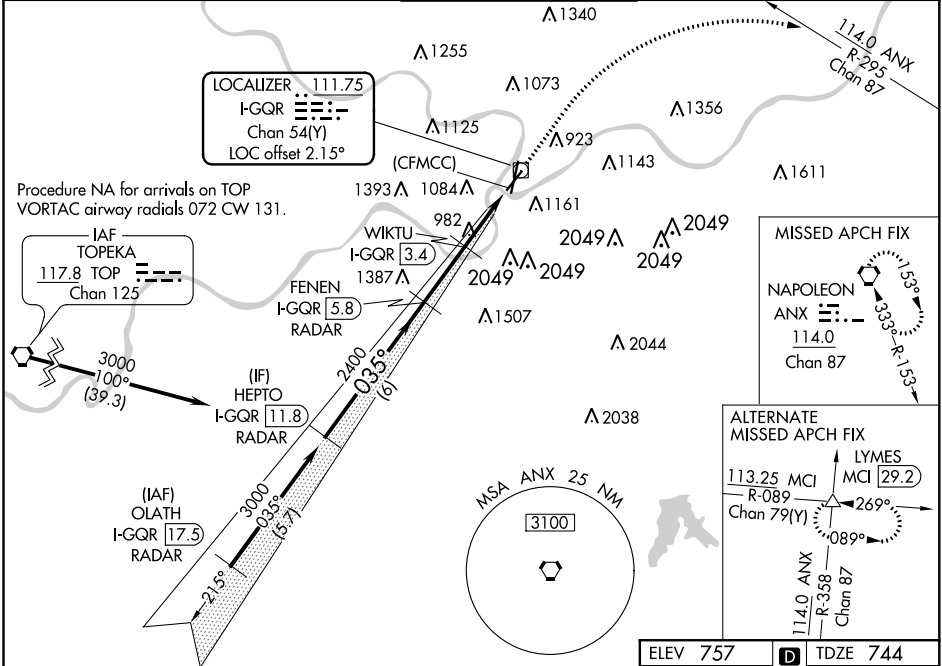 1340
1255
114.0 ANX
R-295
Chan 87
LOCALIZER 111.75
I-GQR
Chan 54(Y)
LOC offset 2.15°
1073
1356
1125
923
(CFMCC)
1143
1611
Procedure NA for arrivals on TOP
VORTAC airway radials 072 CW 131.
1393
1084
1161
IAF
TOPEKA
117.8 TOP
Chan 125
982
WIKTU
I-GQR 3.4
2049
2049
2049
2049
2049
1387
FENEN
I-GQR 5.8
RADAR
1507
MISSED APCH FIX
NAPOLEON
ANX
114.0
Chan 87
153°
333°
R-153
3000
100°
(39.3)
2400
035°
(6)
2044
(IF)
HEPTO
I-GQR 11.8
RADAR
2038
ALTERNATE
MISSED APCH FIX
LYMES
MCI 29.2
113.25 MCI
R-089
Chan 79(Y)
269°
089°
114.0 ANX
R-358
Chan 87
(IAF)
OLATH
I-GQR 17.5
RADAR
3000
035°
(5.7)
215°
MSA ANX 25 NM
3100
ELEV 757
D
TDZE 744